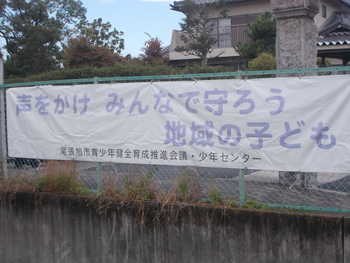 声をかけ みんなで守ろう
地域の子ども
尾張旭市青少年健全育成推進会議・少年センター